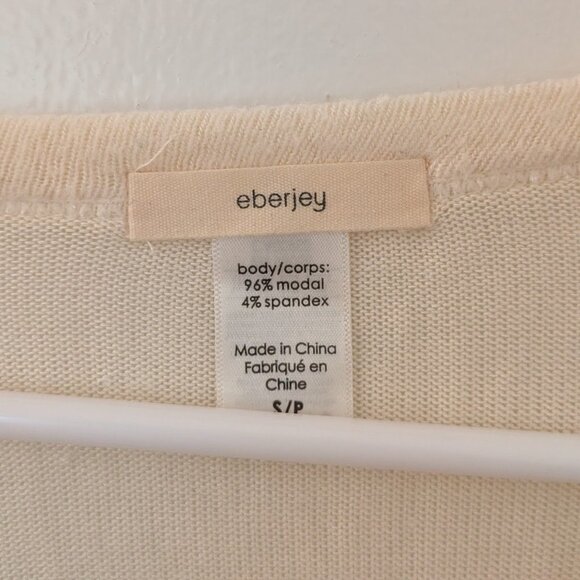 eberjey
body/corps:
96% modal
4% spandex
Made in China
Fabriqué en
Chine
S/P